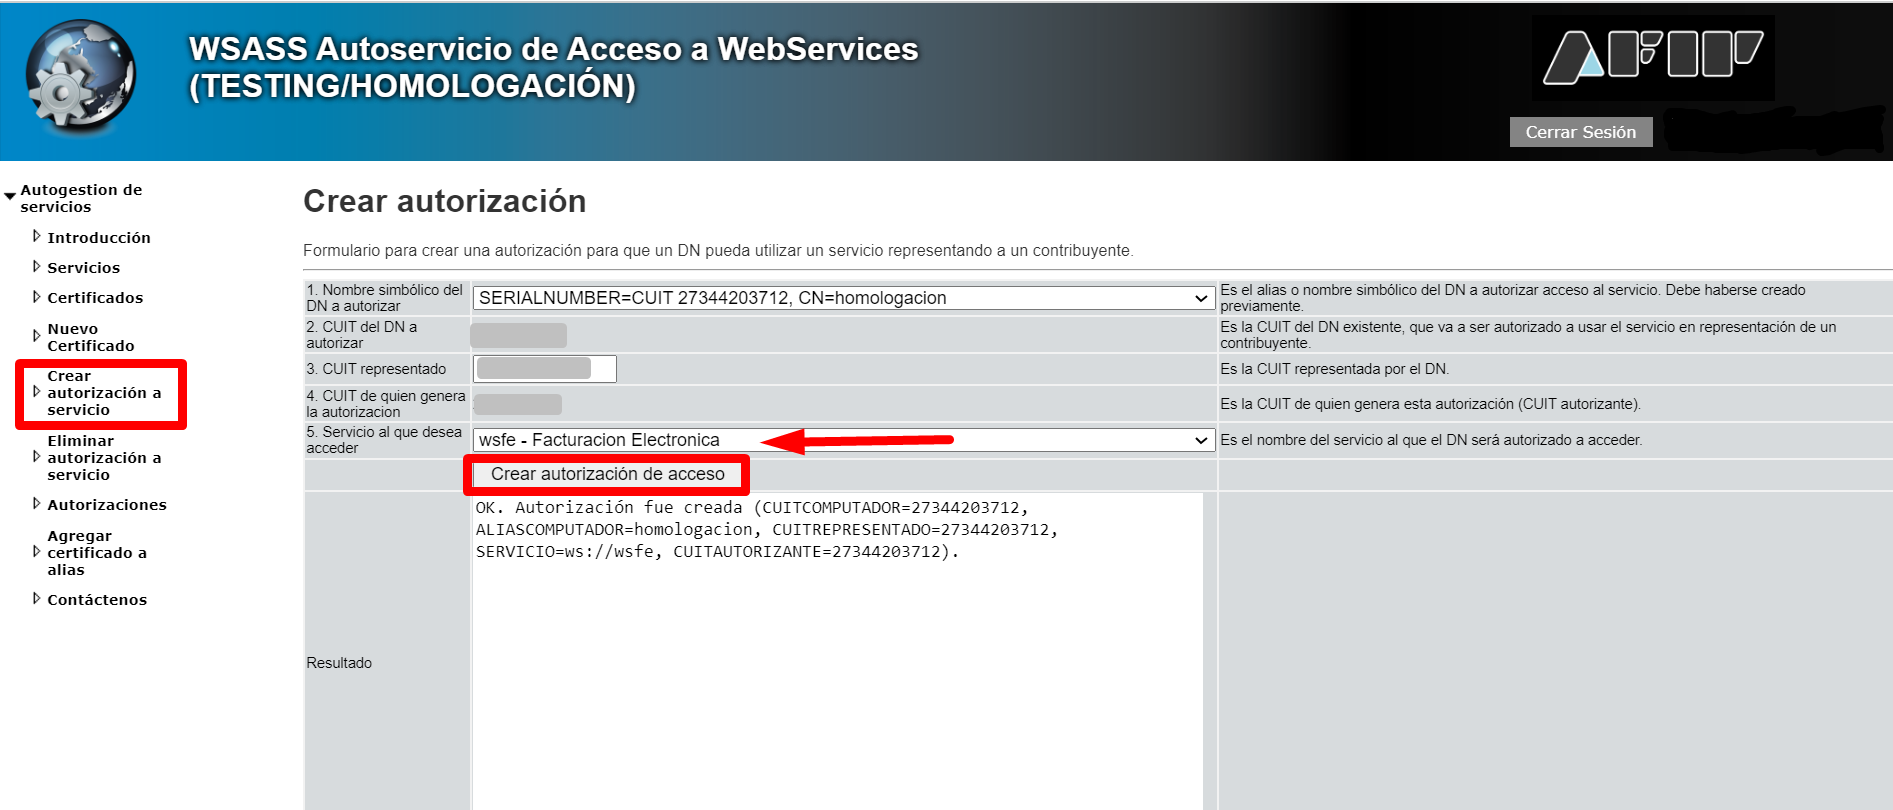 WSASS Autoservicio de Acceso a WebServices
(TESTING/HOMOLOGACIÓN)
AFIP
Cerrar Sesión
Autogestion de
servicios
Introducción
Servicios
Certificados
Nuevo
Certificado
Crear
autorización a
servicio
Eliminar
autorización a
servicio
Autorizaciones
Agregar
certificado a
alias
Contáctenos
Crear autorización
Formulario para crear una autorización para que un DN pueda utilizar un servicio representando a un contribuyente.
1. Nombre simbólico del
DN a autorizar
SERIALNUMBER=CUIT 27344203712, CN=homologacion
Es el alias o nombre simbólico del DN a autorizar acceso al servicio. Debe haberse creado
previamente.
2. CUIT del DN a
autorizar
Es la CUIT del DN existente, que va a ser autorizado a usar el servicio en representación de un
contribuyente.
3. CUIT representado
Es la CUIT representada por el DN.
4. CUIT de quien genera
la autorizacion
Es la CUIT de quien genera esta autorización (CUIT autorizante).
5. Servicio al que desea
acceder
wsfe - Facturacion Electronica
Es el nombre del servicio al que el DN será autorizado a acceder.
Crear autorización de acceso
Resultado
OK. Autorización fue creada (CUITCOMPUTADOR=27344203712,
ALIASCOMPUTADOR=homologacion, CUITREPRESENTADO=27344203712,
SERVICIO=ws://wsfe, CUITAUTORIZANTE=27344203712).